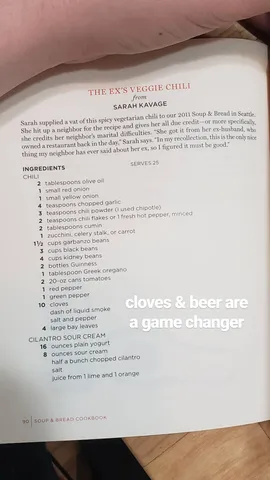 THE EX'S VEGGIE CHILI
from
SARAH KAVAGE
Sarah supplied a vat of this spicy vegetarian chili to our 2011 Soup & Bread in Seattle.
She hit up a neighbor for the recipe and gives her all due credit—or more specifically,
she credits her neighbor's marital difficulties. "She got it from her ex-husband, who
owned a restaurant back in the day," Sarah says. "In my recollection, this is the only nice
thing my neighbor has ever said about her ex, so I figured it must be good."
SERVES 25
INGREDIENTS
CHILI
2 tablespoons olive oil
1 small red onion
1 small yellow onion
4 teaspoons chopped garlic
3 teaspoons chili powder (I used chipotle)
2 teaspoons chili flakes or 1 fresh hot pepper, minced
2 tablespoons cumin
1 zucchini, celery stalk, or carrot
1½ cups garbanzo beans
3 cups black beans
4 cups kidney beans
2 bottles Guinness
1 tablespoon Greek oregano
2 20-oz cans tomatoes
1 red pepper
1 green pepper
10 cloves
dash of liquid smoke
salt and pepper
4 large bay leaves
cloves & beer are
a game changer
CILANTRO SOUR CREAM
16 ounces plain yogurt
8 ounces sour cream
half a bunch chopped cilantro
salt
juice from 1 lime and 1 orange
90 | SOUP & BREAD COOKBOOK